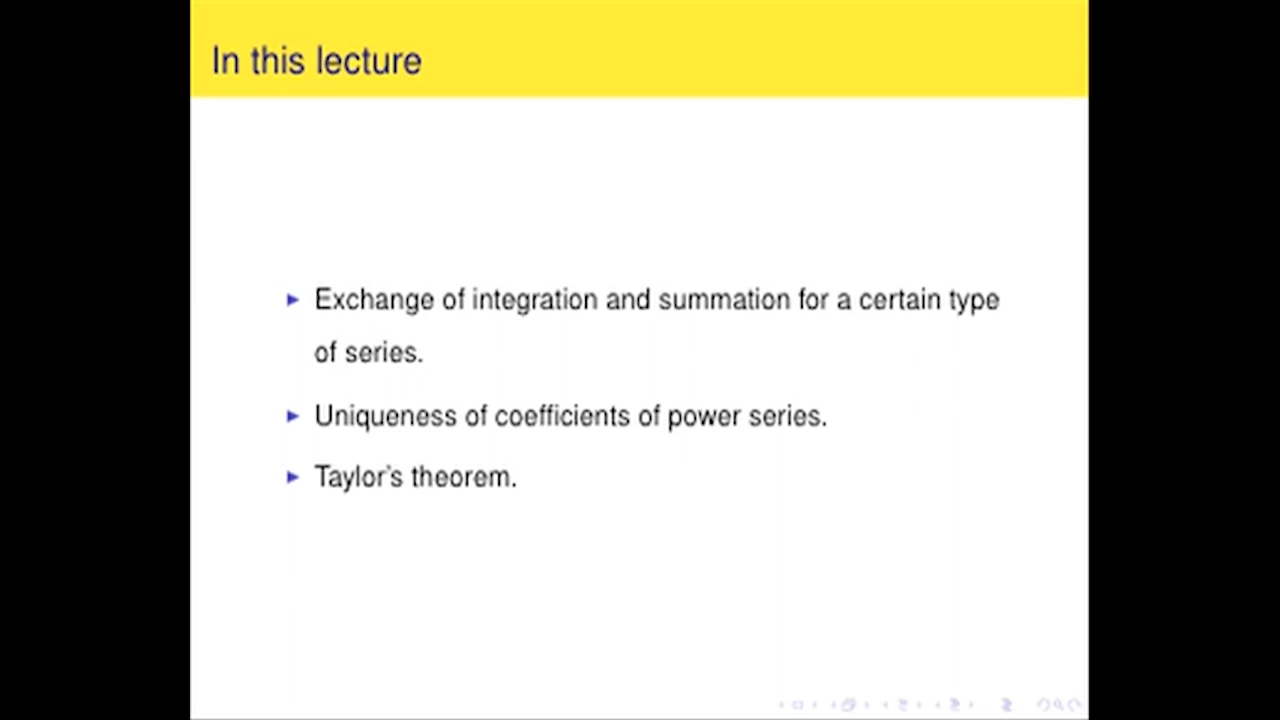 In this lecture
Exchange of integration and summation for a certain type
of series.
Uniqueness of coefficients of power series.
Taylor's theorem.